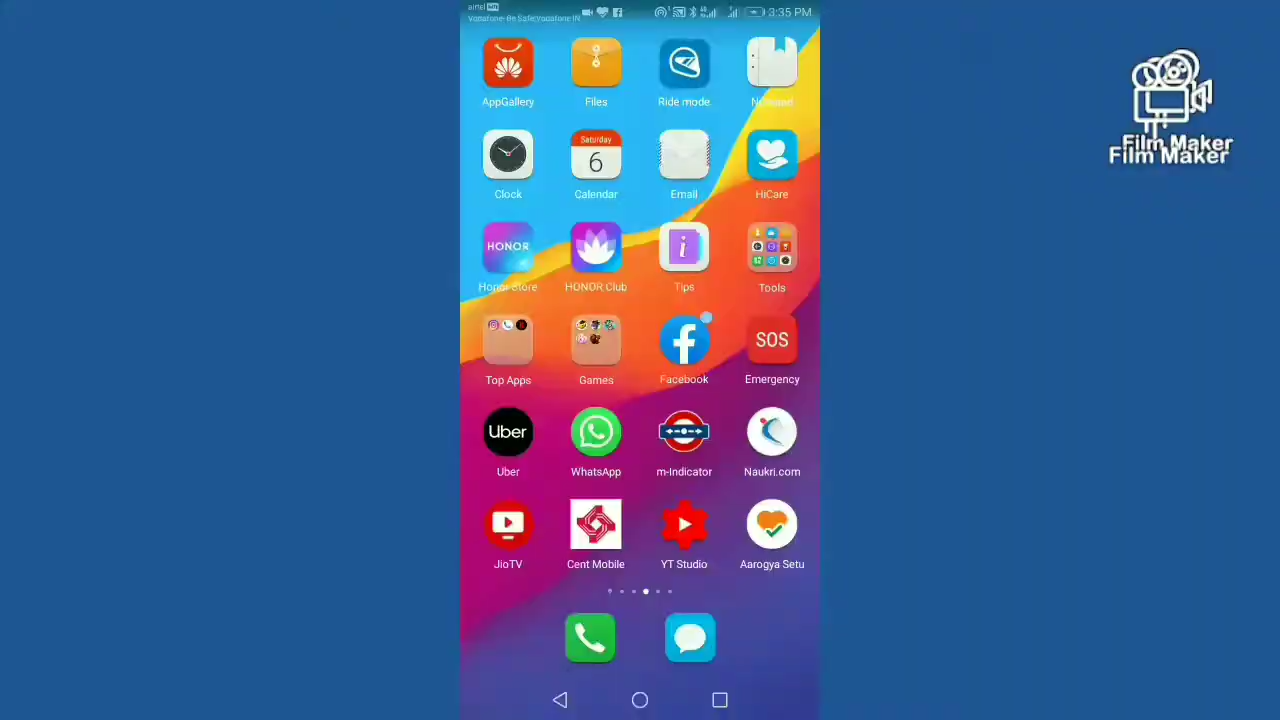 airtel HD
Vodafone-Be Safe:Vodafone IN
3:35 PM
AppGallery
Files
Ride mode
Clock
Saturday
6
Calendar
Email
HiCare
HONOR
Honor Store
HONOR Club
i
Tips
Tools
Top Apps
Games
Facebook
SOS
Emergency
Uber
Uber
WhatsApp
m-Indicator
Naukri.com
JioTV
Cent Mobile
YT Studio
Aarogya Setu
Film Maker
Film Maker